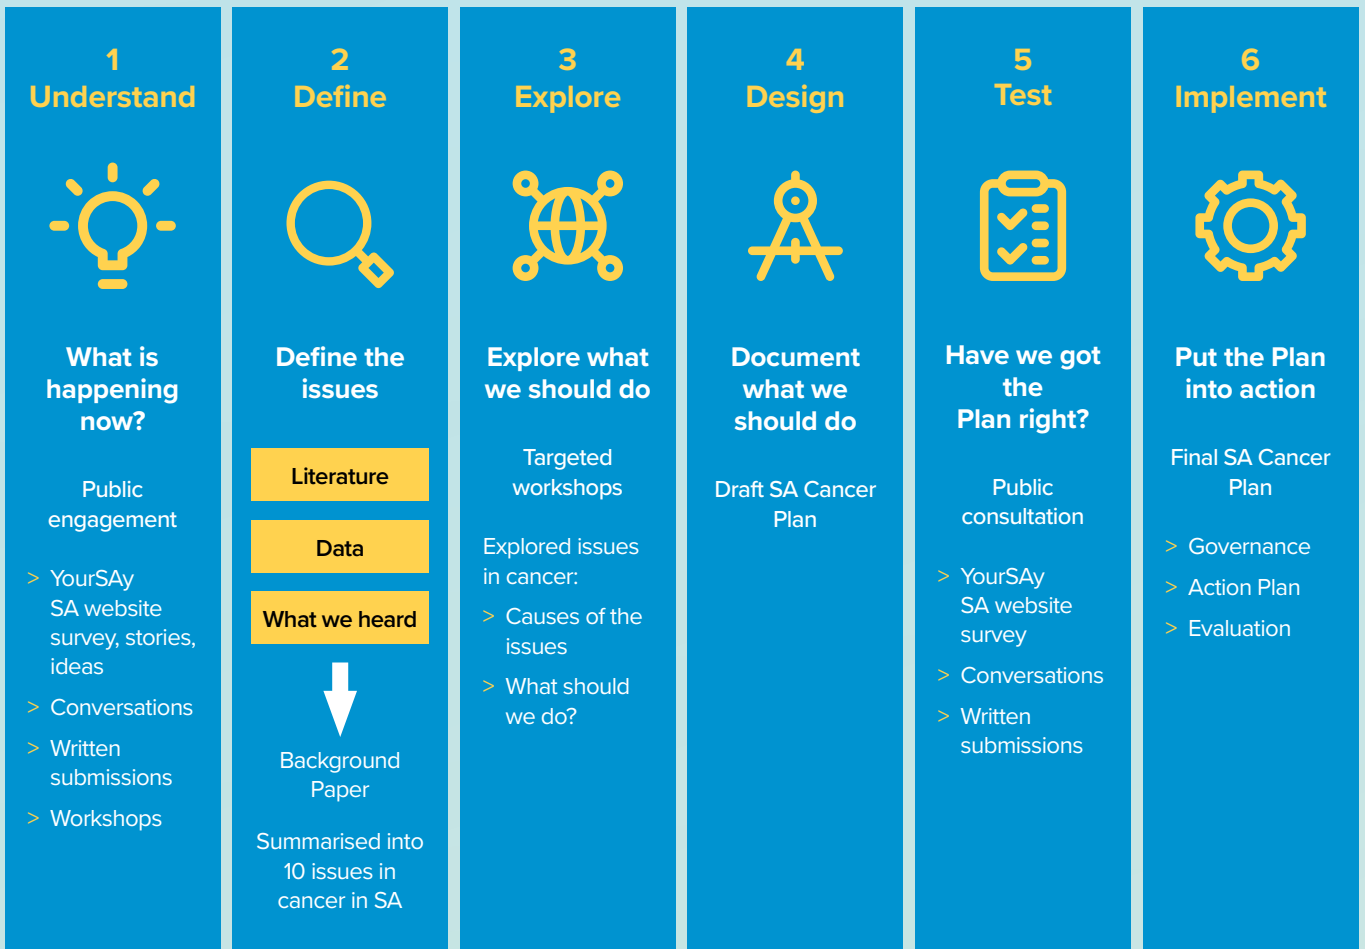 1
Understand
What is
happening
now?
Public
engagement
> YourSAy
SA website
survey, stories,
ideas
> Conversations
> Written
submissions
> Workshops
2
Define
Define the
issues
Literature
Data
What we heard
Background
Paper
Summarised into
10 issues in
cancer in SA
3
Explore
Explore what
we should do
Targeted
workshops
Explored issues
in cancer:
> Causes of the
issues
> What should
we do?
4
Design
Document
what we
should do
Draft SA Cancer
Plan
5
Test
Have we got
the
Plan right?
Public
consultation
> YourSAy
SA website
survey
> Conversations
> Written
submissions
6
Implement
Put the Plan
into action
Final SA Cancer
Plan
> Governance
> Action Plan
> Evaluation